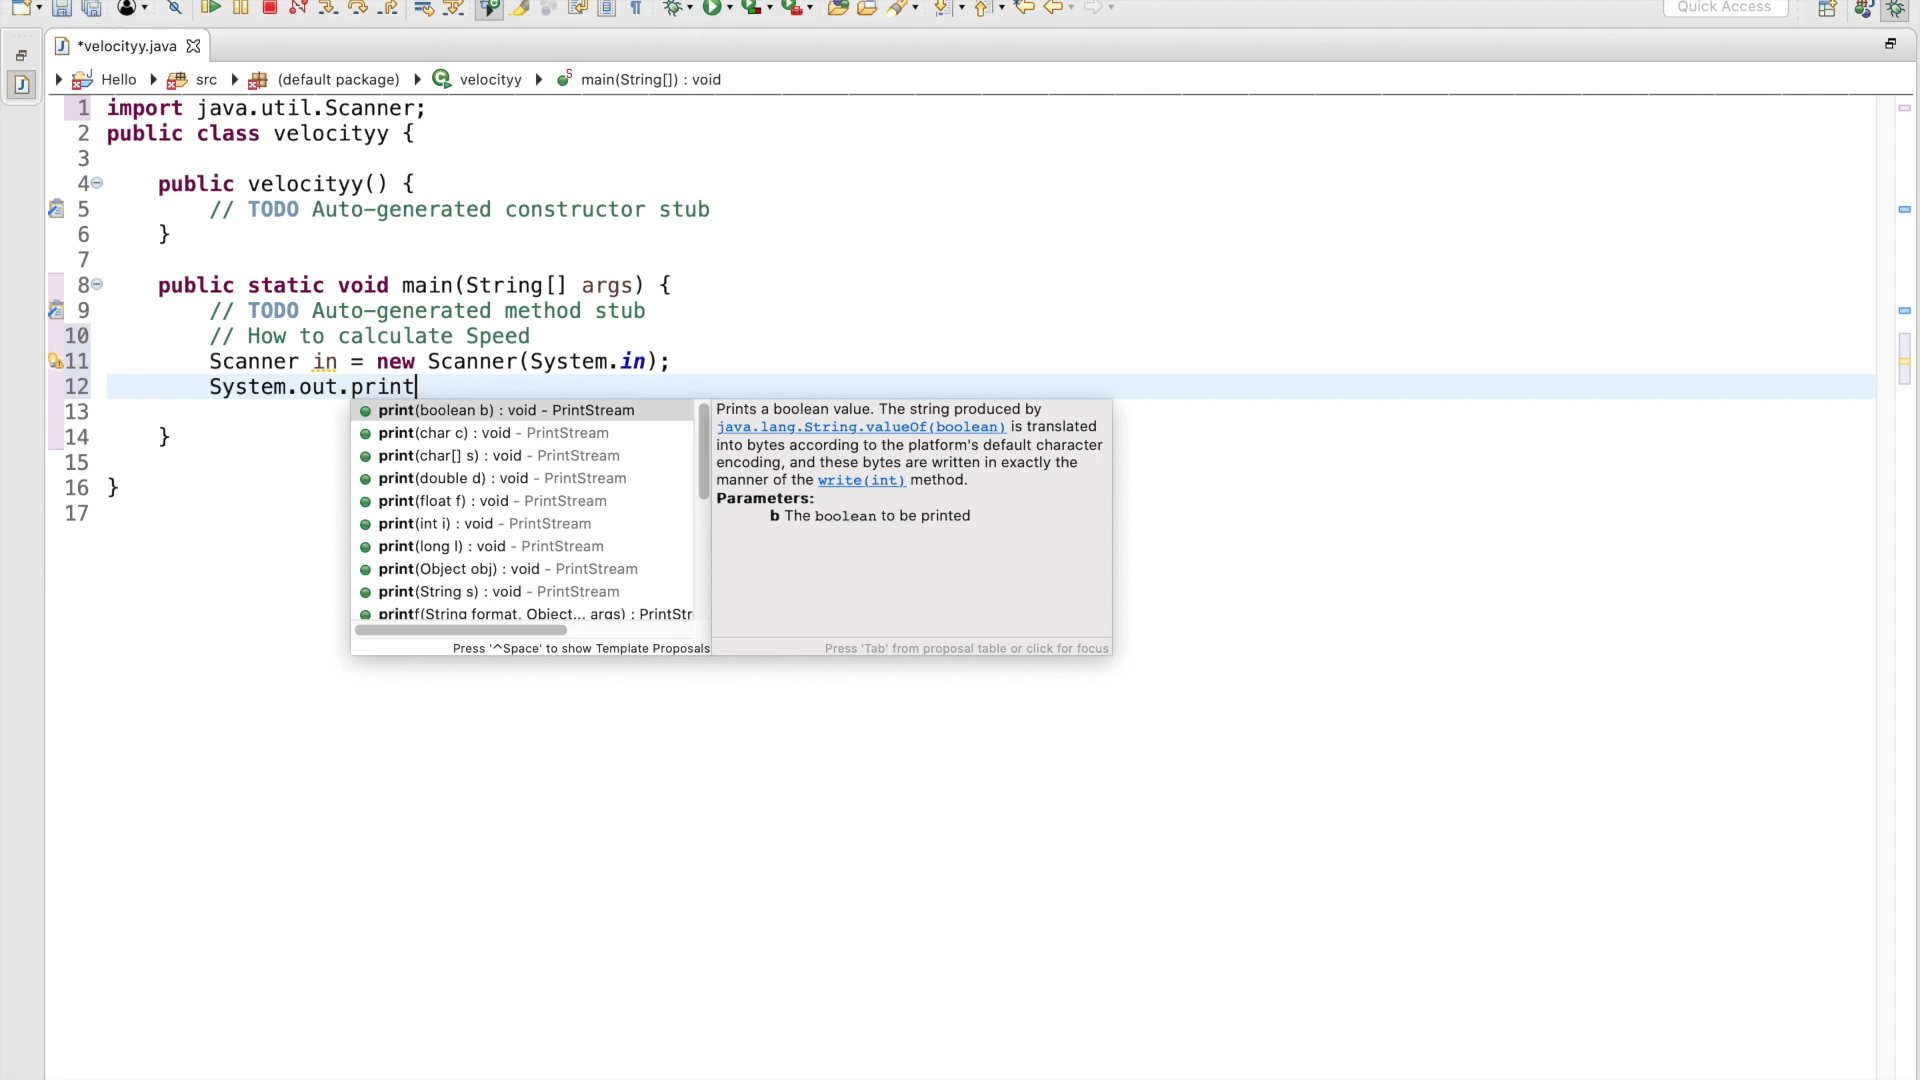 Quick Access
*velocityy.java
Hello src (default package) velocityy main(String[]) : void
1 import java.util.Scanner;
2 public class velocityy {
3
4 public velocityy() {
5 // TODO Auto-generated constructor stub
6 }
7
8 public static void main(String[] args) {
9 // TODO Auto-generated method stub
10 // How to calculate Speed
11 Scanner in = new Scanner(System.in);
12 System.out.print
13
14 }
15
16 }
17
print(boolean b) : void - PrintStream
print(char c) : void - PrintStream
print(char[] s) : void - PrintStream
print(double d) : void - PrintStream
print(float f) : void - PrintStream
print(int i) : void - PrintStream
print(long l) : void - PrintStream
print(Object obj) : void - PrintStream
print(String s) : void - PrintStream
printf(String format, Object... args) : PrintStr
Press '^Space' to show Template Proposals
Prints a boolean value. The string produced by
java.lang.String.valueOf(boolean) is translated
into bytes according to the platform's default character
encoding, and these bytes are written in exactly the
manner of the write(int) method.
Parameters:
b The boolean to be printed
Press 'Tab' from proposal table or click for focus